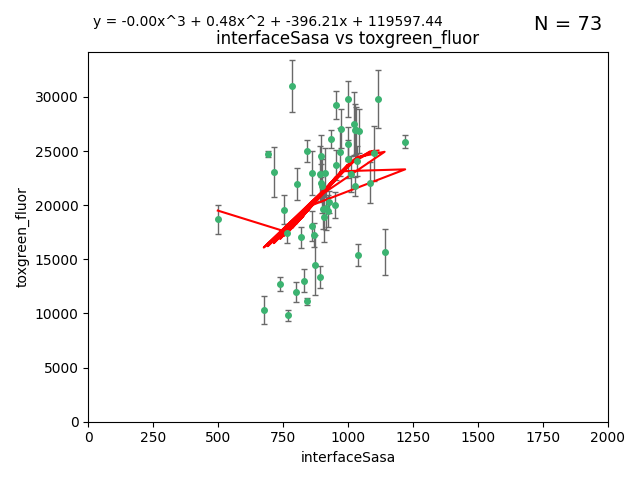 y = -0.00x^3 + 0.48x^2 + -396.21x + 119597.44
N = 73
interfaceSasa vs toxgreen_fluor
30000
25000
20000
15000
10000
5000
0
toxgreen_fluor
0 250 500 750 1000 1250 1500 1750 2000
interfaceSasa